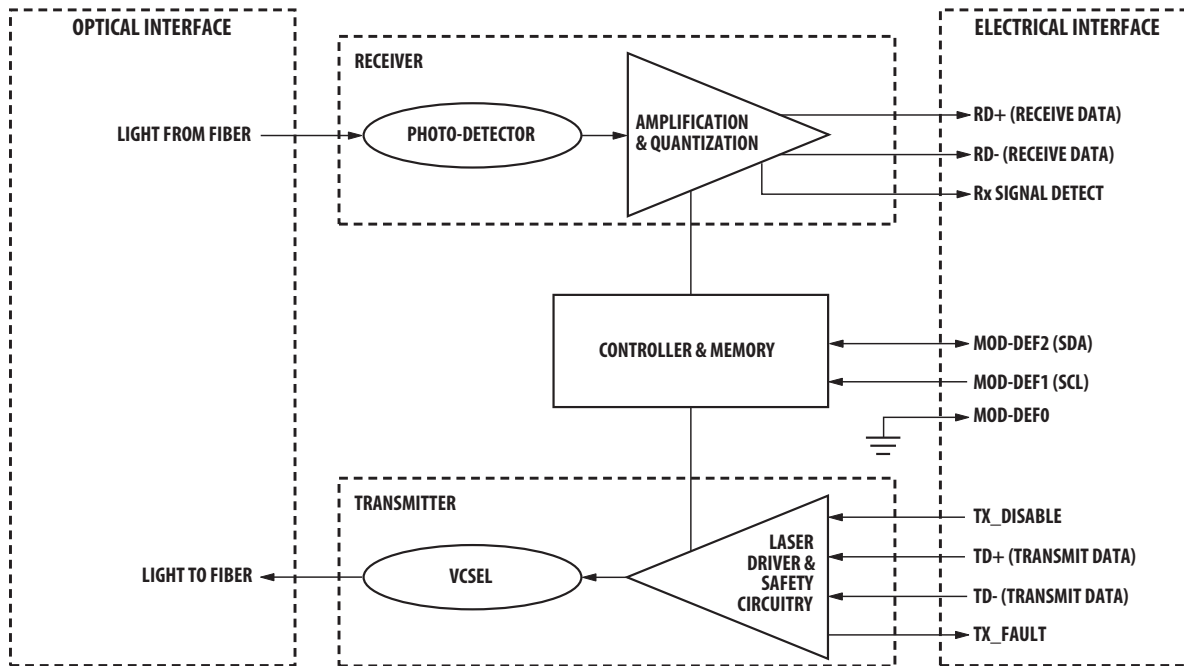 OPTICAL INTERFACE
ELECTRICAL INTERFACE
RECEIVER
LIGHT FROM FIBER
PHOTO-DETECTOR
AMPLIFICATION
& QUANTIZATION
RD+ (RECEIVE DATA)
RD- (RECEIVE DATA)
Rx SIGNAL DETECT
CONTROLLER & MEMORY
MOD-DEF2 (SDA)
MOD-DEF1 (SCL)
MOD-DEF0
TRANSMITTER
LIGHT TO FIBER
VCSEL
LASER
DRIVER &
SAFETY
CIRCUITRY
TX_DISABLE
TD+ (TRANSMIT DATA)
TD- (TRANSMIT DATA)
TX_FAULT